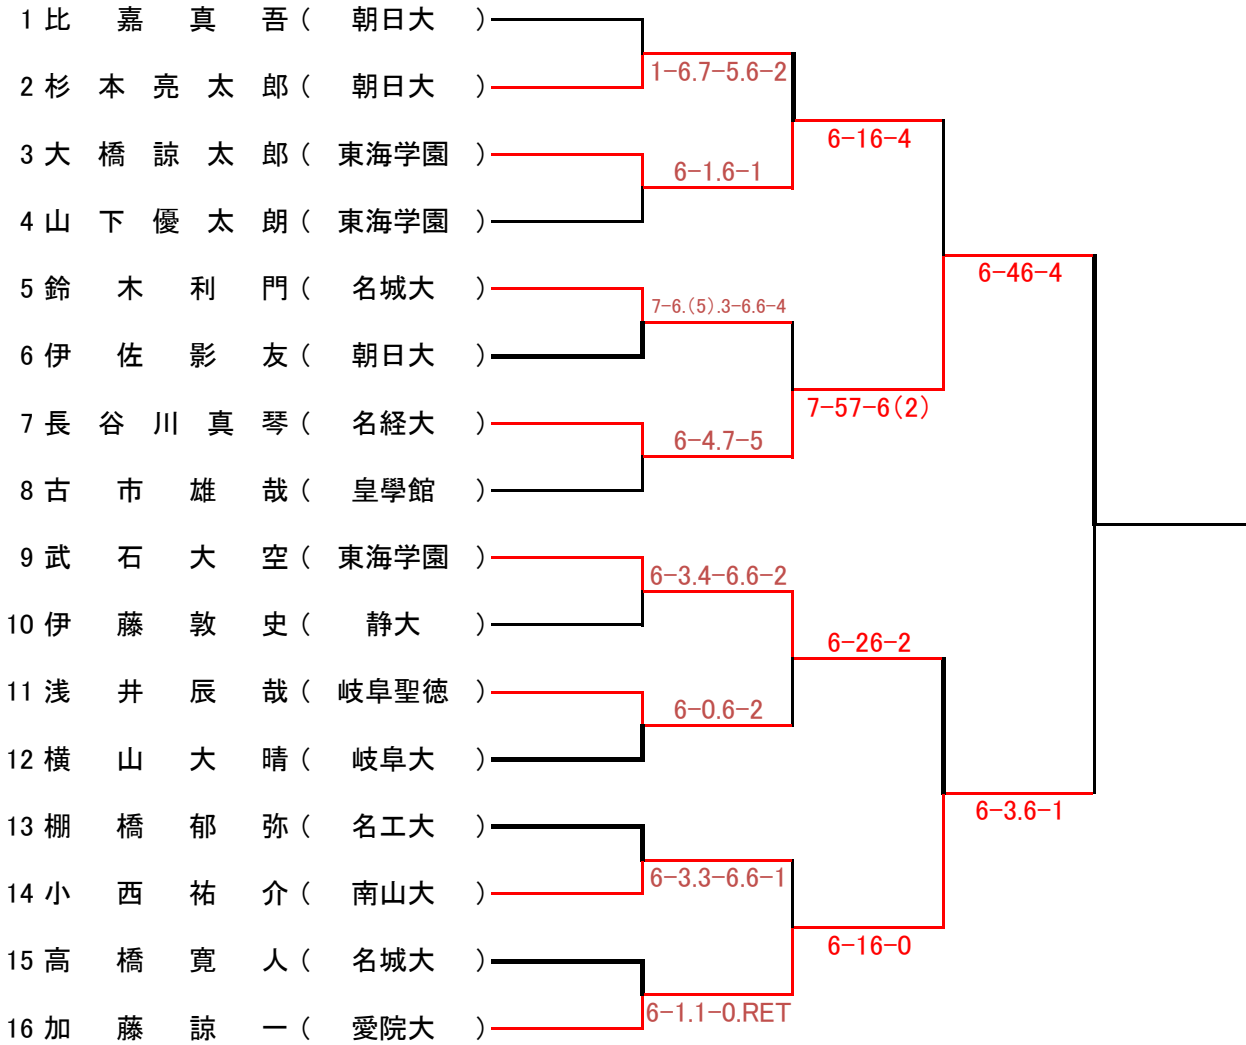 1 比嘉真吾 ( 朝日大 )
1-6.7-5.6-2
2 杉本亮太郎 ( 朝日大 )
6-16-4
3 大橋諒太郎 ( 東海学園 )
6-1.6-1
4 山下優太朗 ( 東海学園 )
6-46-4
5 鈴木利門 ( 名城大 )
7-6.(5).3-6.6-4
6 伊佐影友 ( 朝日大 )
7-57-6(2)
7 長谷川真琴 ( 名経大 )
6-4.7-5
8 古市雄哉 ( 皇學館 )
9 武石大空 ( 東海学園 )
6-3.4-6.6-2
10 伊藤敦史 ( 静大 )
6-26-2
11 浅井辰哉 ( 岐阜聖徳 )
6-0.6-2
12 横山大晴 ( 岐阜大 )
6-3.6-1
13 棚橋郁弥 ( 名工大 )
6-3.3-6.6-1
14 小西祐介 ( 南山大 )
6-16-0
15 高橋寛人 ( 名城大 )
6-1.1-0.RET
16 加藤諒一 ( 愛院大 )